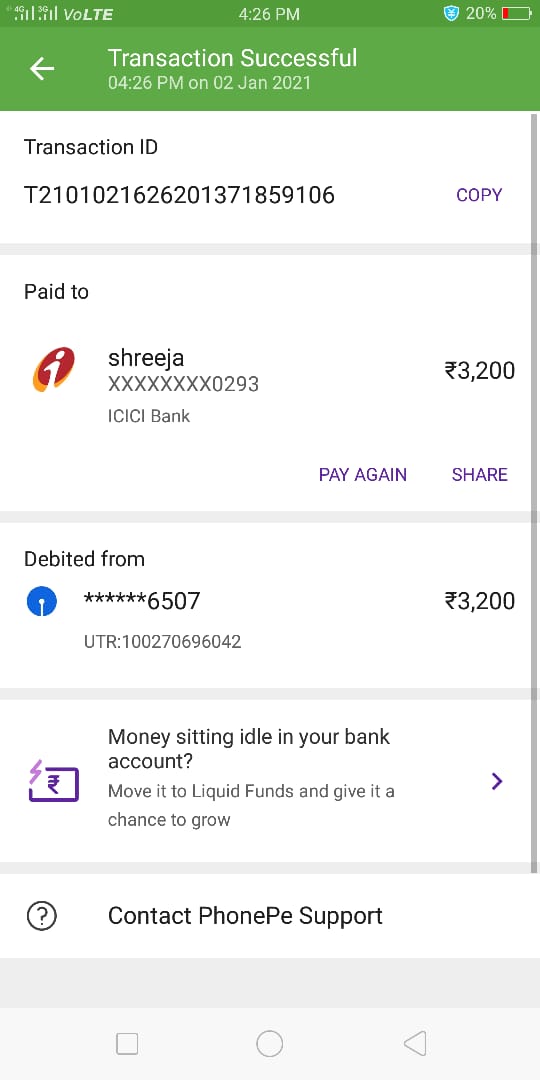 4G 3G VoLTE 4:26 PM 20%
Transaction Successful
04:26 PM on 02 Jan 2021
Transaction ID
T2101021626201371859106 COPY
Paid to
shreeja
XXXXXXXX0293 ₹3,200
ICICI Bank
PAY AGAIN SHARE
Debited from
******6507 ₹3,200
UTR:100270696042
Money sitting idle in your bank
account?
Move it to Liquid Funds and give it a
chance to grow
Contact PhonePe Support